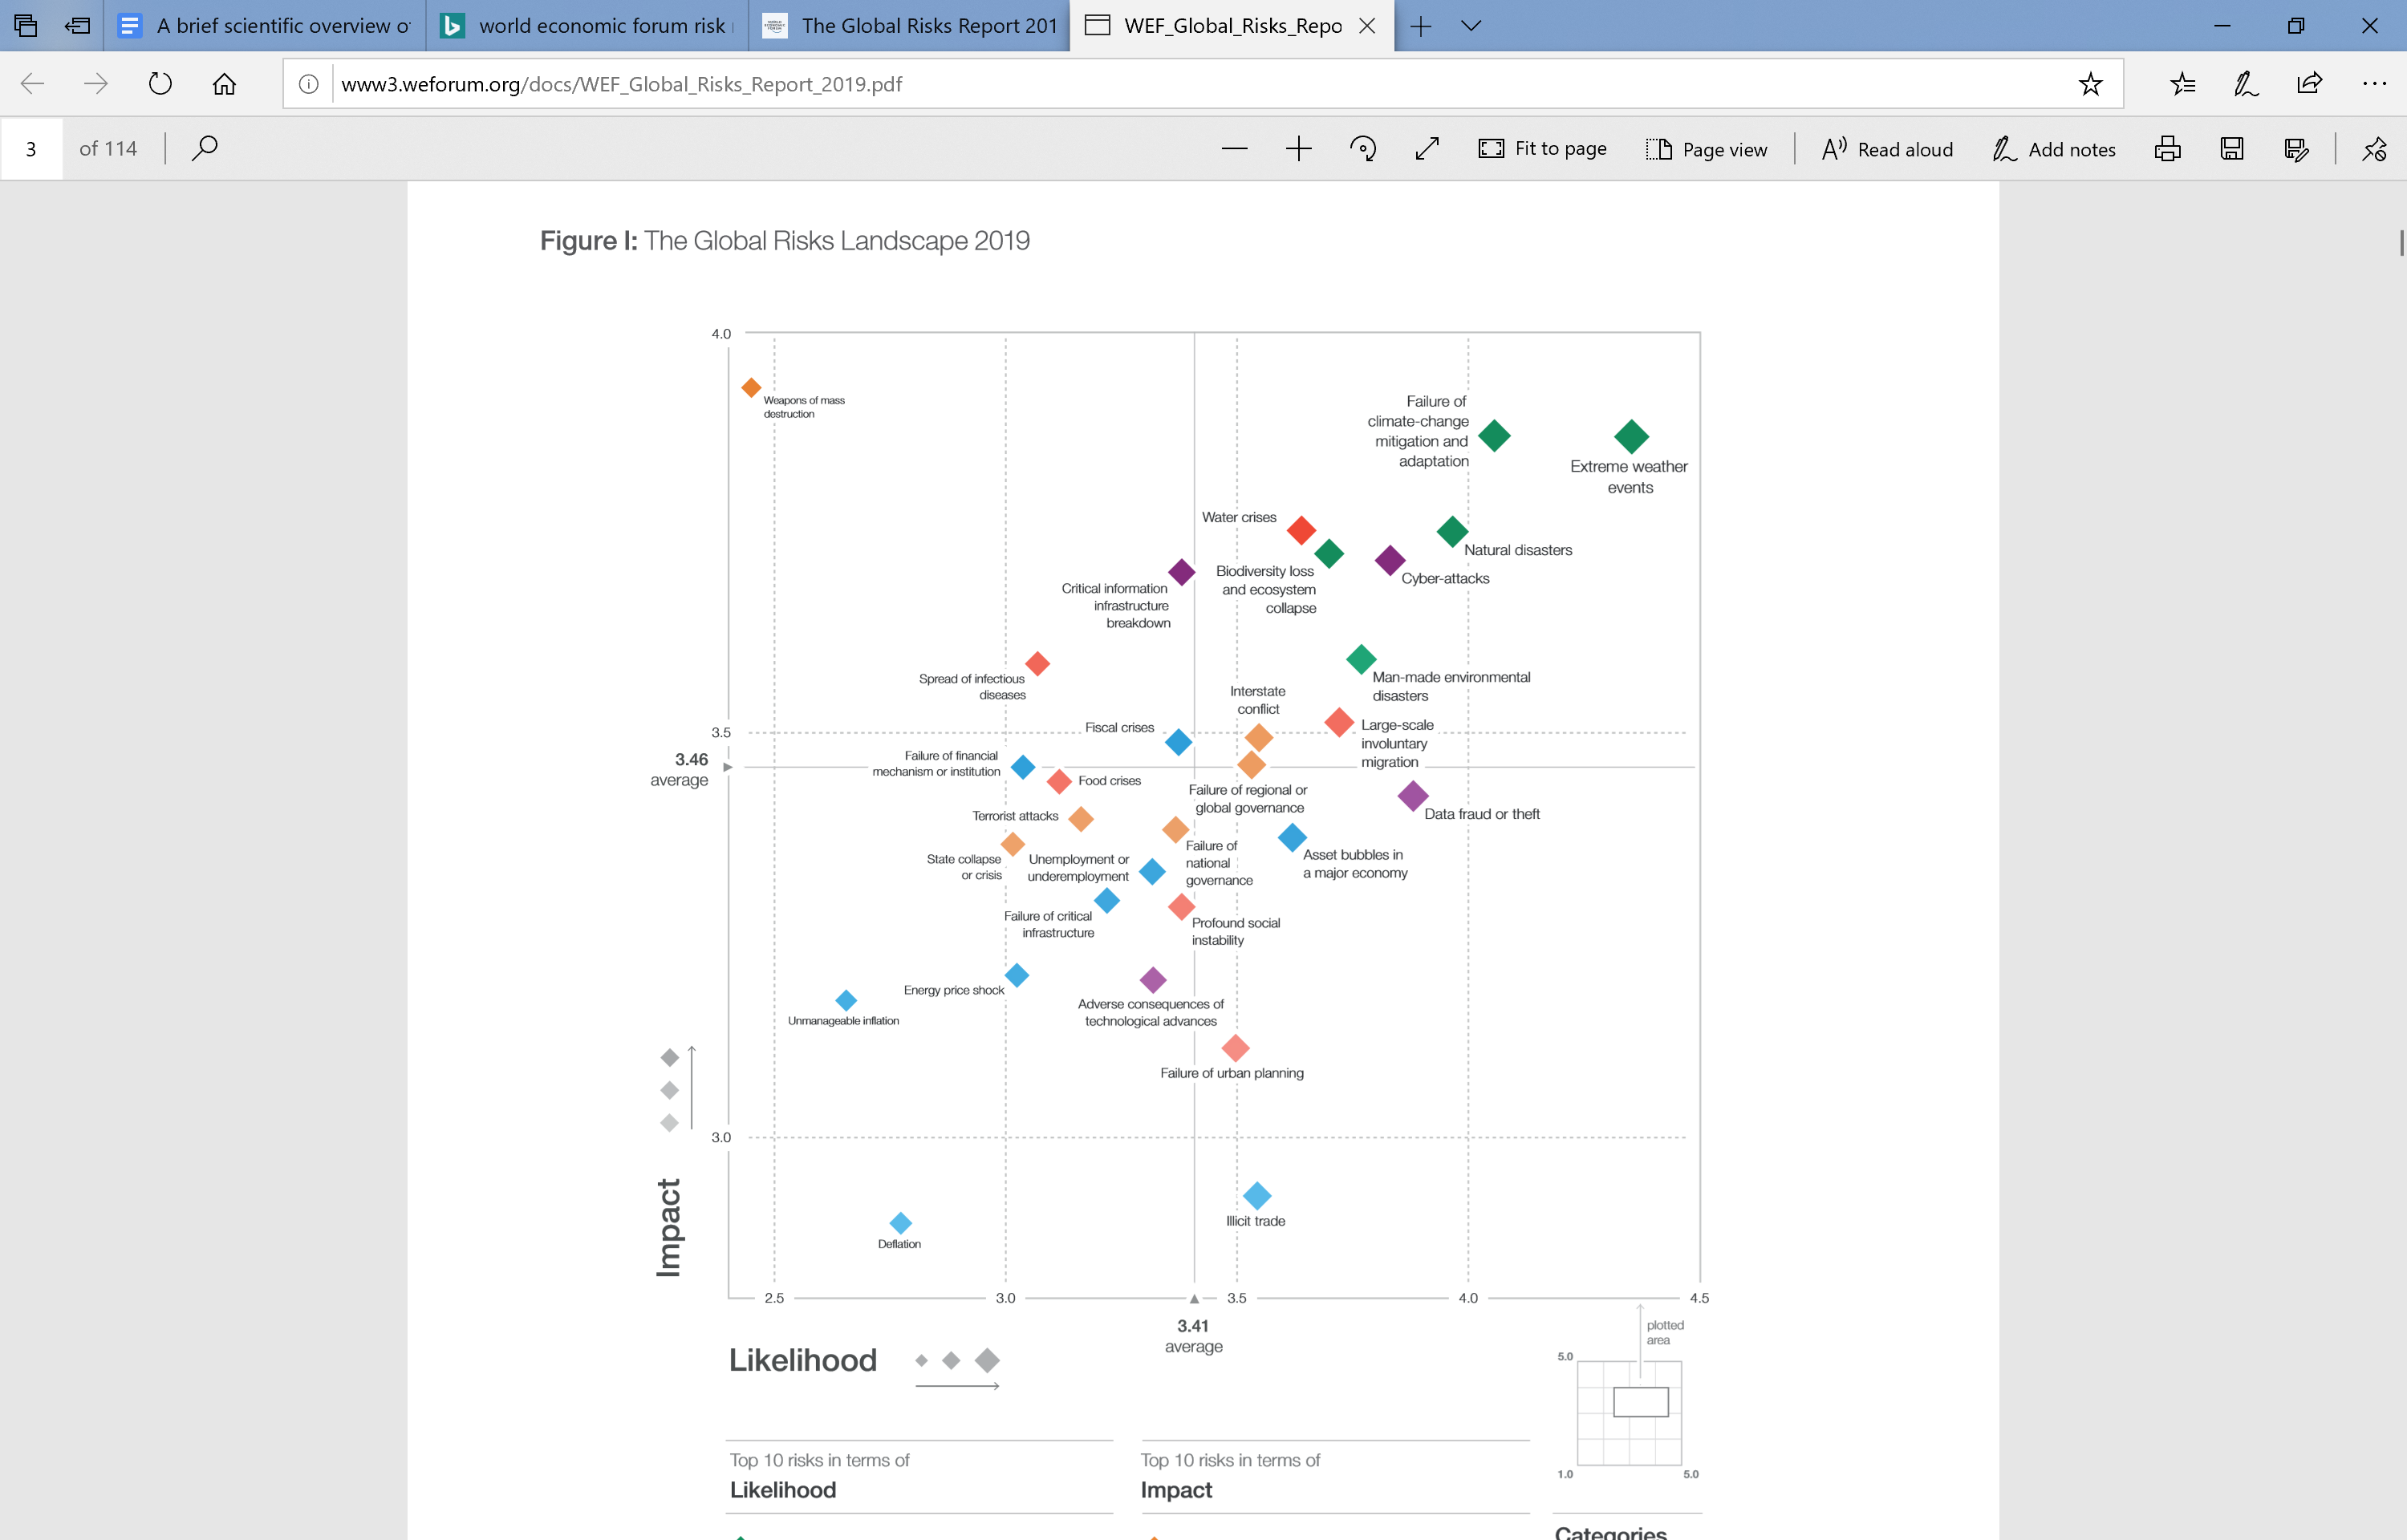 A brief scientific overview o
world economic forum risk
The Global Risks Report 201
WEF_Global_Risks_Repo
www3.weforum.org/docs/WEF_Global_Risks_Report_2019.pdf
3 of 114
Fit to page
Page view
Read aloud
Add notes
Figure I: The Global Risks Landscape 2019
4.0
Weapons of mass
destruction
Failure of
climate-change
mitigation and
adaptation
Extreme weather
events
Water crises
Natural disasters
Biodiversity loss
and ecosystem
collapse
Cyber-attacks
Critical information
infrastructure
breakdown
Spread of infectious
diseases
Man-made environmental
disasters
Interstate
conflict
Large-scale
involuntary
migration
Fiscal crises
3.5
3.46
average
Failure of financial
mechanism or institution
Food crises
Failure of regional or
global governance
Data fraud or theft
Terrorist attacks
State collapse
or crisis
Unemployment or
underemployment
Failure of
national
governance
Asset bubbles in
a major economy
Failure of critical
infrastructure
Profound social
instability
Energy price shock
Adverse consequences of
technological advances
Unmanageable inflation
Failure of urban planning
3.0
Impact
Illicit trade
Deflation
2.5
3.0
3.5
4.0
4.5
3.41
average
plotted
area
Likelihood
5.0
1.0
5.0
Top 10 risks in terms of
Likelihood
Top 10 risks in terms of
Impact
Categories